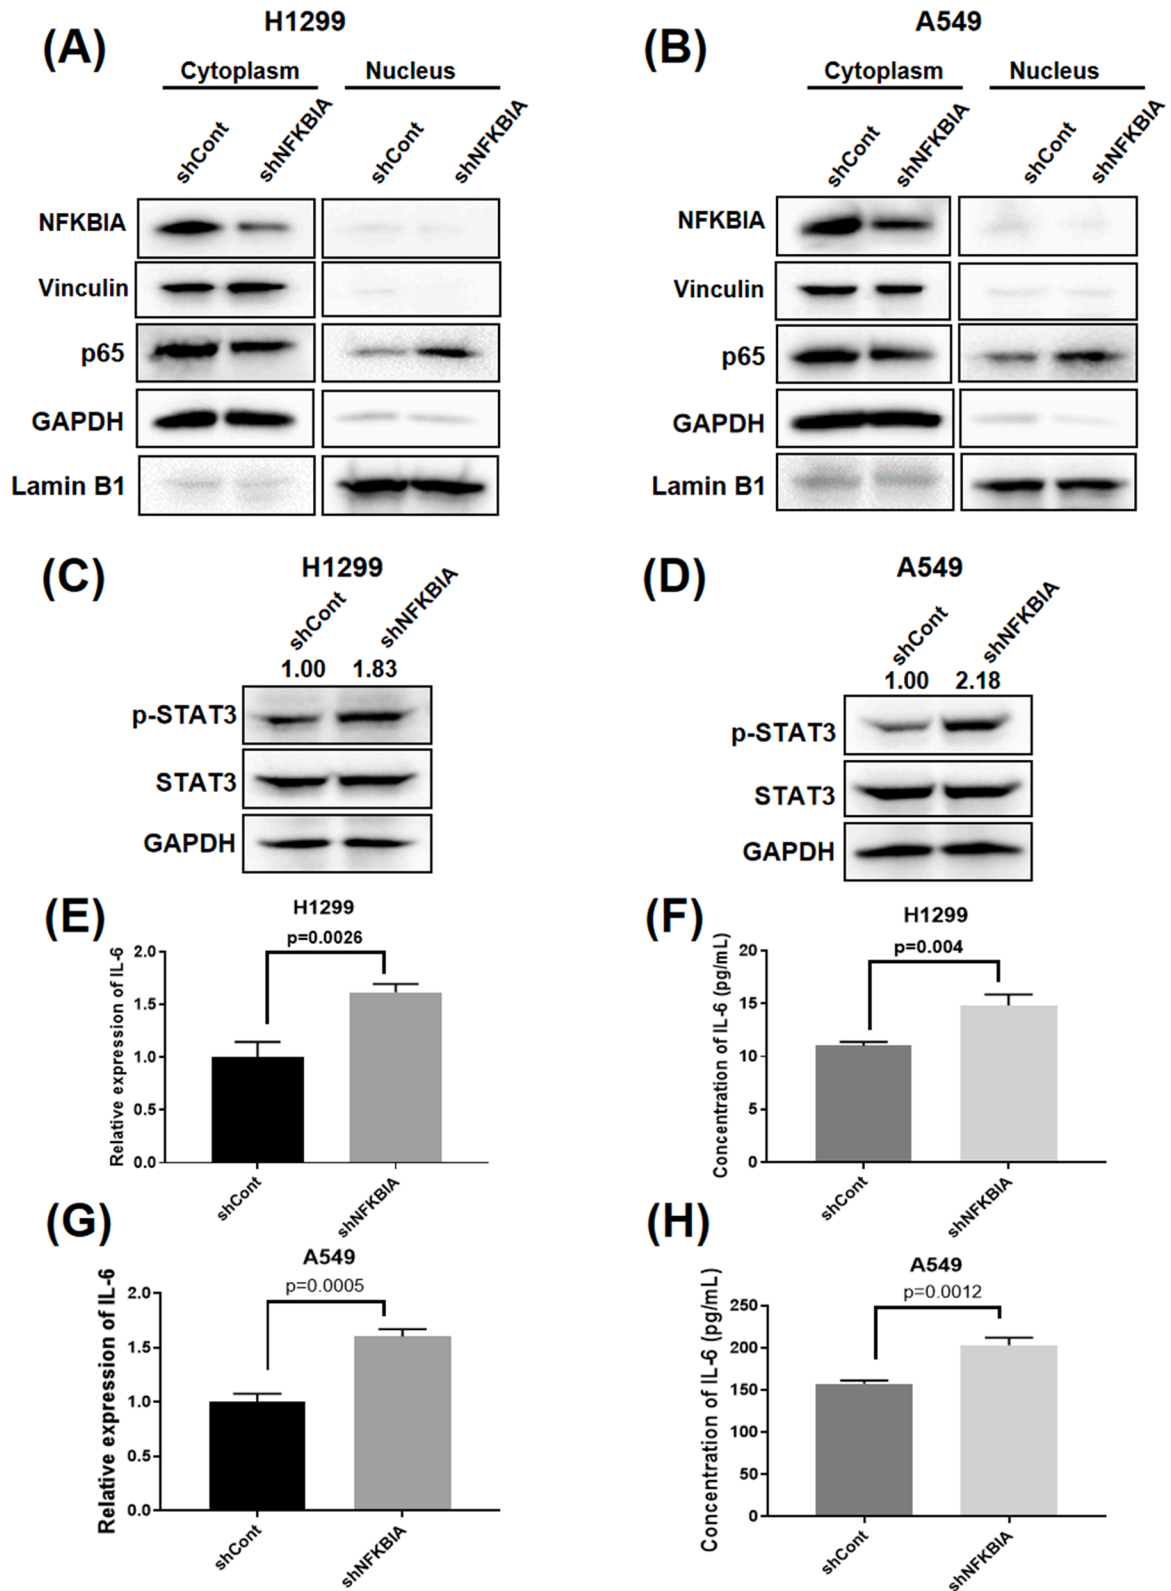 (A)
H1299
Cytoplasm Nucleus
shCont shNFKBIA shCont shNFKBIA
NFKBIA
Vinculin
p65
GAPDH
Lamin B1
(B)
A549
Cytoplasm Nucleus
shCont shNFKBIA shCont shNFKBIA
NFKBIA
Vinculin
p65
GAPDH
Lamin B1
(C)
H1299
shCont shNFKBIA
1.00 1.83
p-STAT3
STAT3
GAPDH
(D)
A549
shCont shNFKBIA
1.00 2.18
p-STAT3
STAT3
GAPDH
(E)
H1299
p=0.0026
Relative expression of IL-6
2.0
1.5
1.0
0.5
0.0
shCont shNFKBIA
(F)
H1299
p=0.004
Concentration of IL-6 (pg/mL)
20
15
10
5
0
shCont shNFKBIA
(G)
A549
p=0.0005
Relative expression of IL-6
2.0
1.5
1.0
0.5
0.0
shCont shNFKBIA
(H)
A549
p=0.0012
Concentration of IL-6 (pg/mL)
250
200
150
100
50
0
shCont shNFKBIA